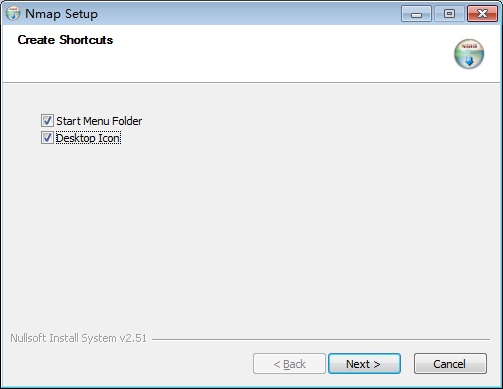 Nmap Setup
Create Shortcuts
Start Menu Folder
Desktop Icon
Nullsoft Install System v2.51
< Back
Next >
Cancel